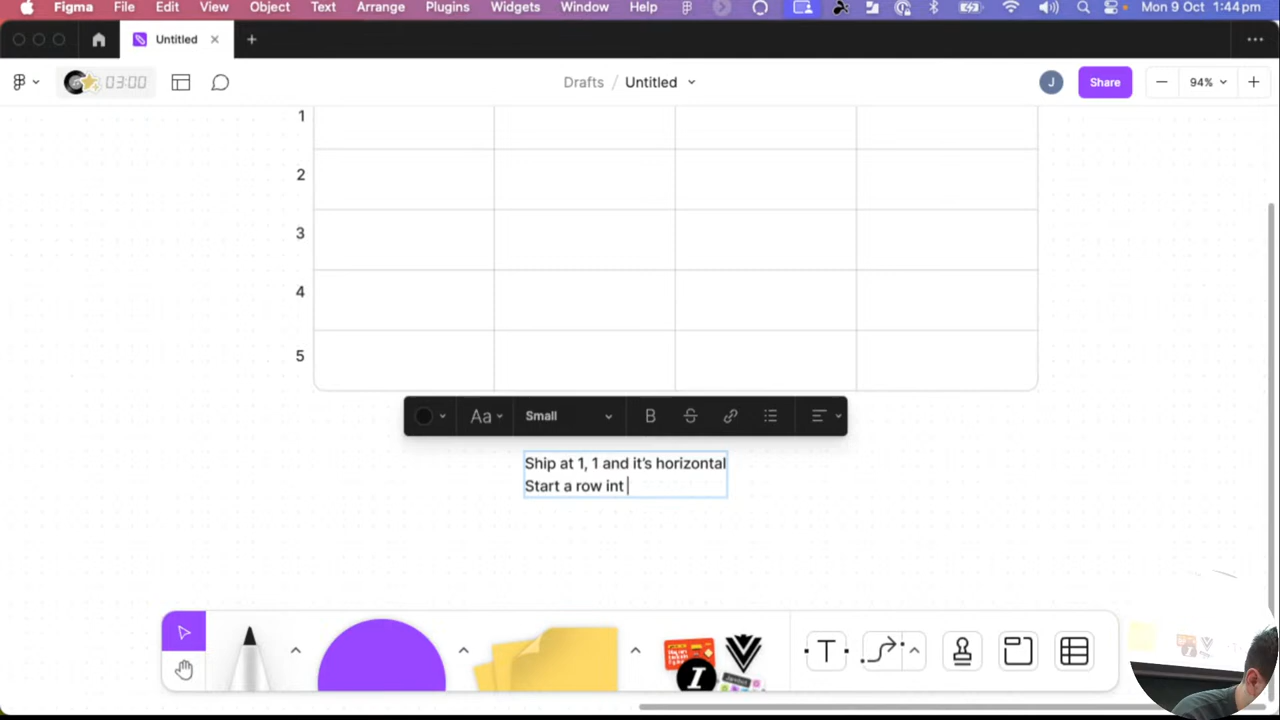 Figma File Edit View Object Text Arrange Plugins Widgets Window Help Mon 9 Oct 1:44pm
Untitled
03:00 Drafts / Untitled J Share 94%
1
2
3
4
5
Aa Small B S
Ship at 1, 1 and it's horizontal
Start a row int
T